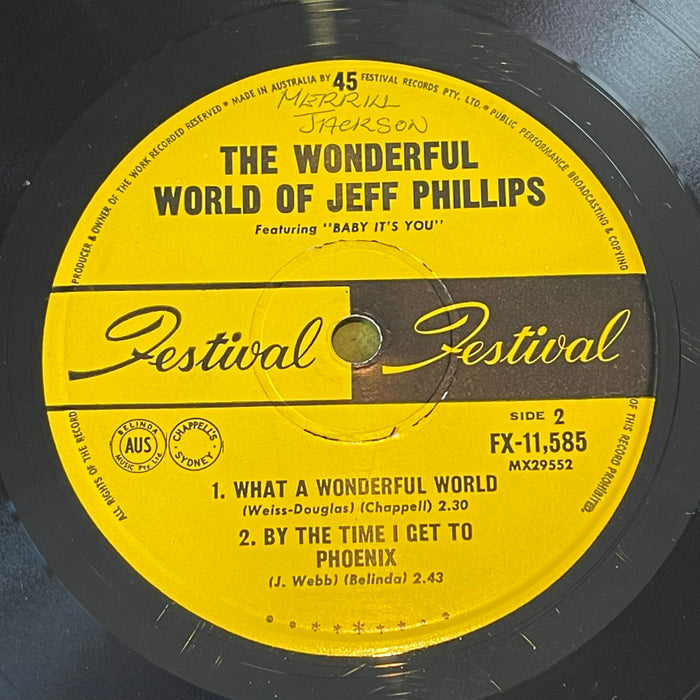 45
MADE IN AUSTRALIA BY FESTIVAL RECORDS PTY. LTD. * PUBLIC PERFORMANCE BROADCASTING & COPYING
PRODUCER & OWNER OF THE WORK RECORDED RESERVED *
MERRILL
JACKSON
THE WONDERFUL
WORLD OF JEFF PHILLIPS
Featuring "BABY IT'S YOU"
Festival Festival
SIDE 2
FX-11,585
MX29552
BELINDA
AUS
MUSIC Pty. Ltd
CHAPPELL'S
SYDNEY
1. WHAT A WONDERFUL WORLD
(Weiss-Douglas) (Chappell) 2.30
2. BY THE TIME I GET TO
PHOENIX
(J. Webb) (Belinda) 2.43
ALL RIGHTS OF THE RECORD
OF THIS RECORD PROHIBITED.